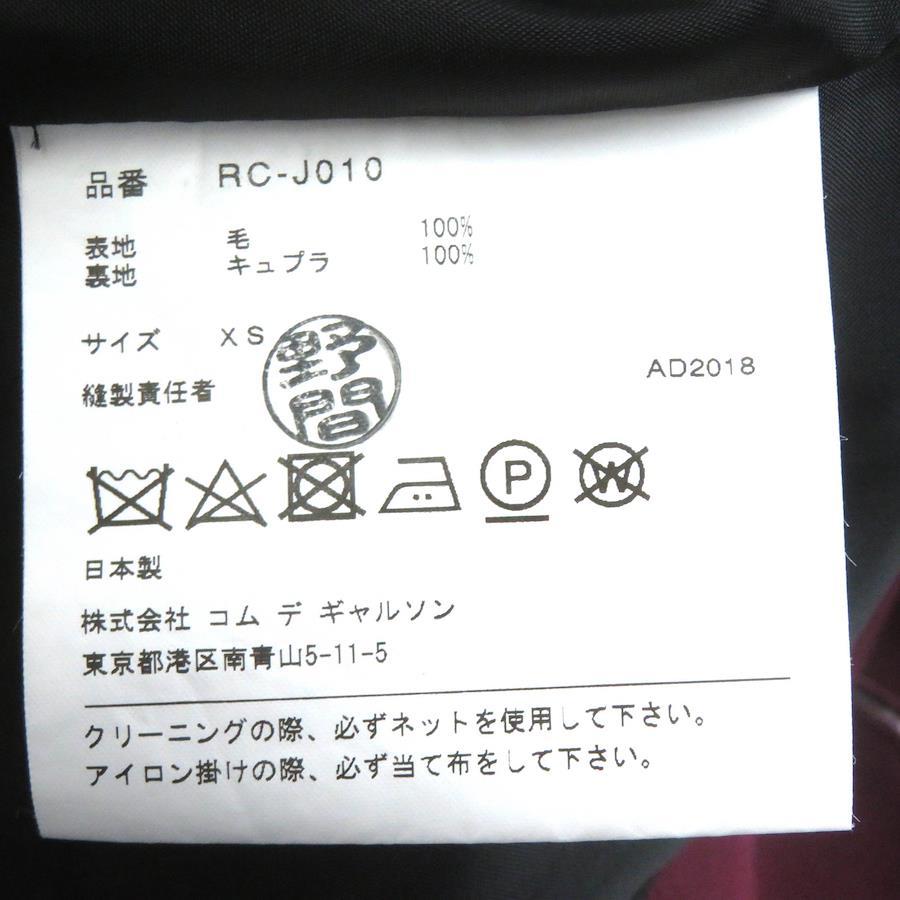 品番 RC-J010
表地 毛 100%
裏地 キュプラ 100%
サイズ XS
縫製責任者 野間
AD2018
P W
日本製
株式会社 コム デ ギャルソン
東京都港区南青山5-11-5
クリーニングの際、必ずネットを使用して下さい。
アイロン掛けの際、必ず当て布をして下さい。